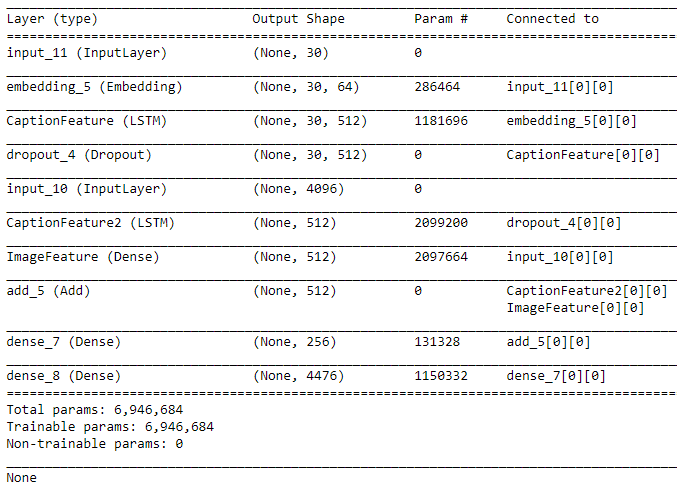 Layer (type) Output Shape Param # Connected to
input_11 (InputLayer) (None, 30) 0
embedding_5 (Embedding) (None, 30, 64) 286464 input_11[0][0]
CaptionFeature (LSTM) (None, 30, 512) 1181696 embedding_5[0][0]
dropout_4 (Dropout) (None, 30, 512) 0 CaptionFeature[0][0]
input_10 (InputLayer) (None, 4096) 0
CaptionFeature2 (LSTM) (None, 512) 2099200 dropout_4[0][0]
ImageFeature (Dense) (None, 512) 2097664 input_10[0][0]
add_5 (Add) (None, 512) 0 CaptionFeature2[0][0]
ImageFeature[0][0]
dense_7 (Dense) (None, 256) 131328 add_5[0][0]
dense_8 (Dense) (None, 4476) 1150332 dense_7[0][0]
Total params: 6,946,684
Trainable params: 6,946,684
Non-trainable params: 0
None